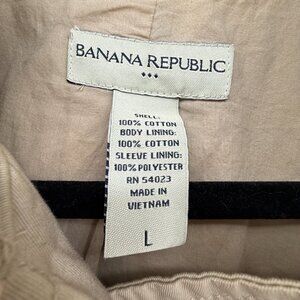 BANANA REPUBLIC
SHELL:
100% COTTON
BODY LINING:
100% COTTON
SLEEVE LINING:
100% POLYESTER
RN 54023
MADE IN
VIETNAM
L